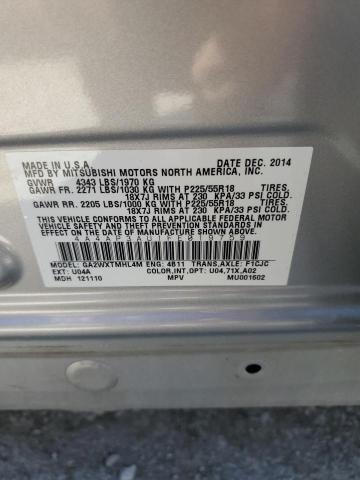 MADE IN U.S.A. DATE DEC. 2014
MFD BY MITSUBISHI MOTORS NORTH AMERICA, INC.
GVWR 4343 LBS/1970 KG
GAWR FR. 2271 LBS/1030 KG WITH P225/55R18 TIRES,
18X7J RIMS AT 230 KPA/33 PSI COLD.
GAWR RR. 2205 LBS/1000 KG WITH P225/55R18 TIRES,
18X7J RIMS AT 230 KPA/33 PSI COLD.
THIS VEHICLE CONFORMS TO ALL APPLICABLE FEDERAL MOTOR
VEHICLE SAFETY, BUMPER, AND THEFT PREVENTION STANDARDS
IN EFFECT ON THE DATE OF MANUFACTURE SHOWN ABOVE.
4A4AP3AU1FE019759
MODEL: GA2WXTMHL4M ENG: 4B11 TRANS,AXLE: F1CJC
EXT: U04A COLOR,INT,OPT: U04,71X,A02
MDH 121110 MPV MU001602